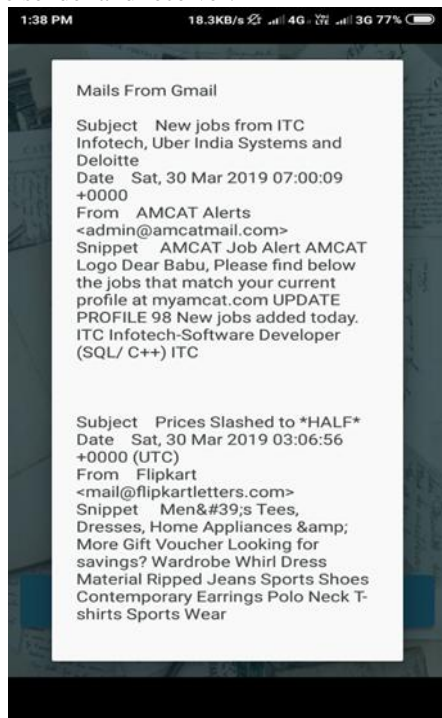 1:38 PM 18.3KB/s 4G VoLTE 3G 77%
Mails From Gmail
Subject New jobs from ITC
Infotech, Uber India Systems and
Deloitte
Date Sat, 30 Mar 2019 07:00:09
+0000
From AMCAT Alerts
<admin@amcatmail.com>
Snippet AMCAT Job Alert AMCAT
Logo Dear Babu, Please find below
the jobs that match your current
profile at myamcat.com UPDATE
PROFILE 98 New jobs added today.
ITC Infotech-Software Developer
(SQL/ C++) ITC
Subject Prices Slashed to *HALF*
Date Sat, 30 Mar 2019 03:06:56
+0000 (UTC)
From Flipkart
<mail@flipkartletters.com>
Snippet Men&#39;s Tees,
Dresses, Home Appliances &amp;
More Gift Voucher Looking for
savings? Wardrobe Whirl Dress
Material Ripped Jeans Sports Shoes
Contemporary Earrings Polo Neck T-
shirts Sports Wear